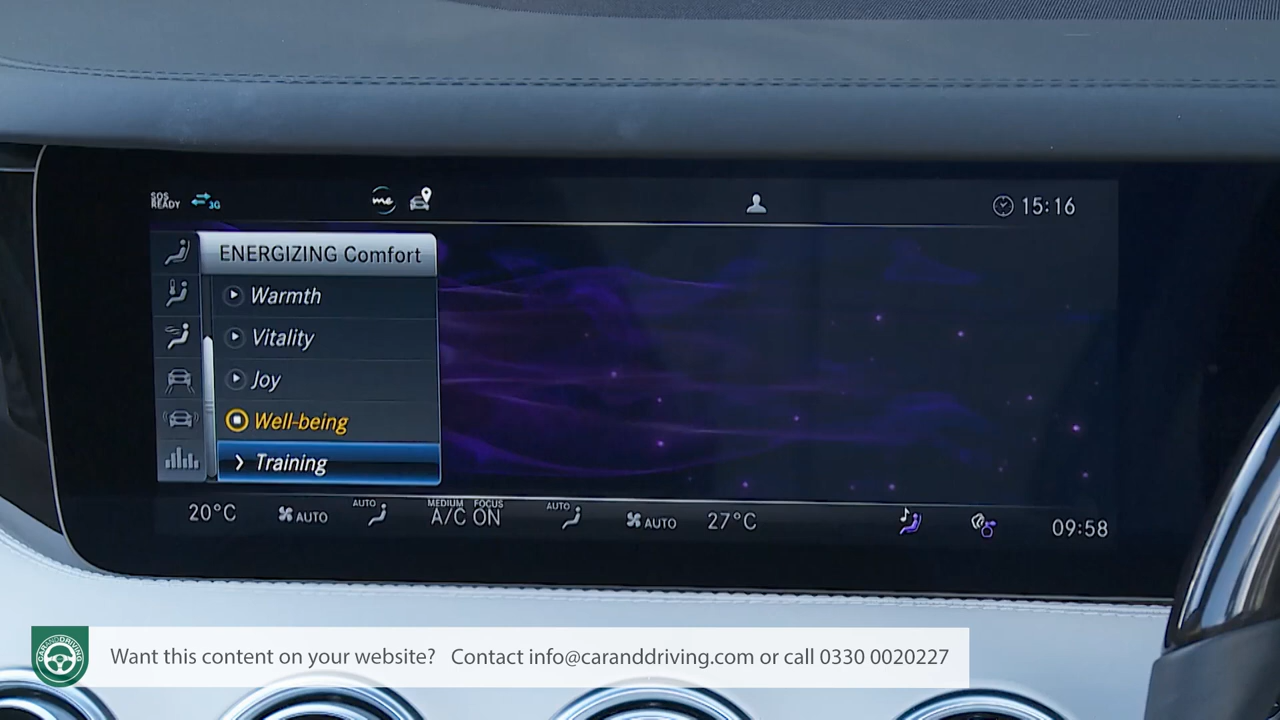 SOS
READY
3G
me
15:16
ENERGIZING Comfort
Warmth
Vitality
Joy
Well-being
Training
20°C
AUTO
AUTO
MEDIUM FOCUS
A/C ON
AUTO
AUTO
27°C
09:58
CARANDDRIVING
Want this content on your website? Contact info@caranddriving.com or call 0330 0020227